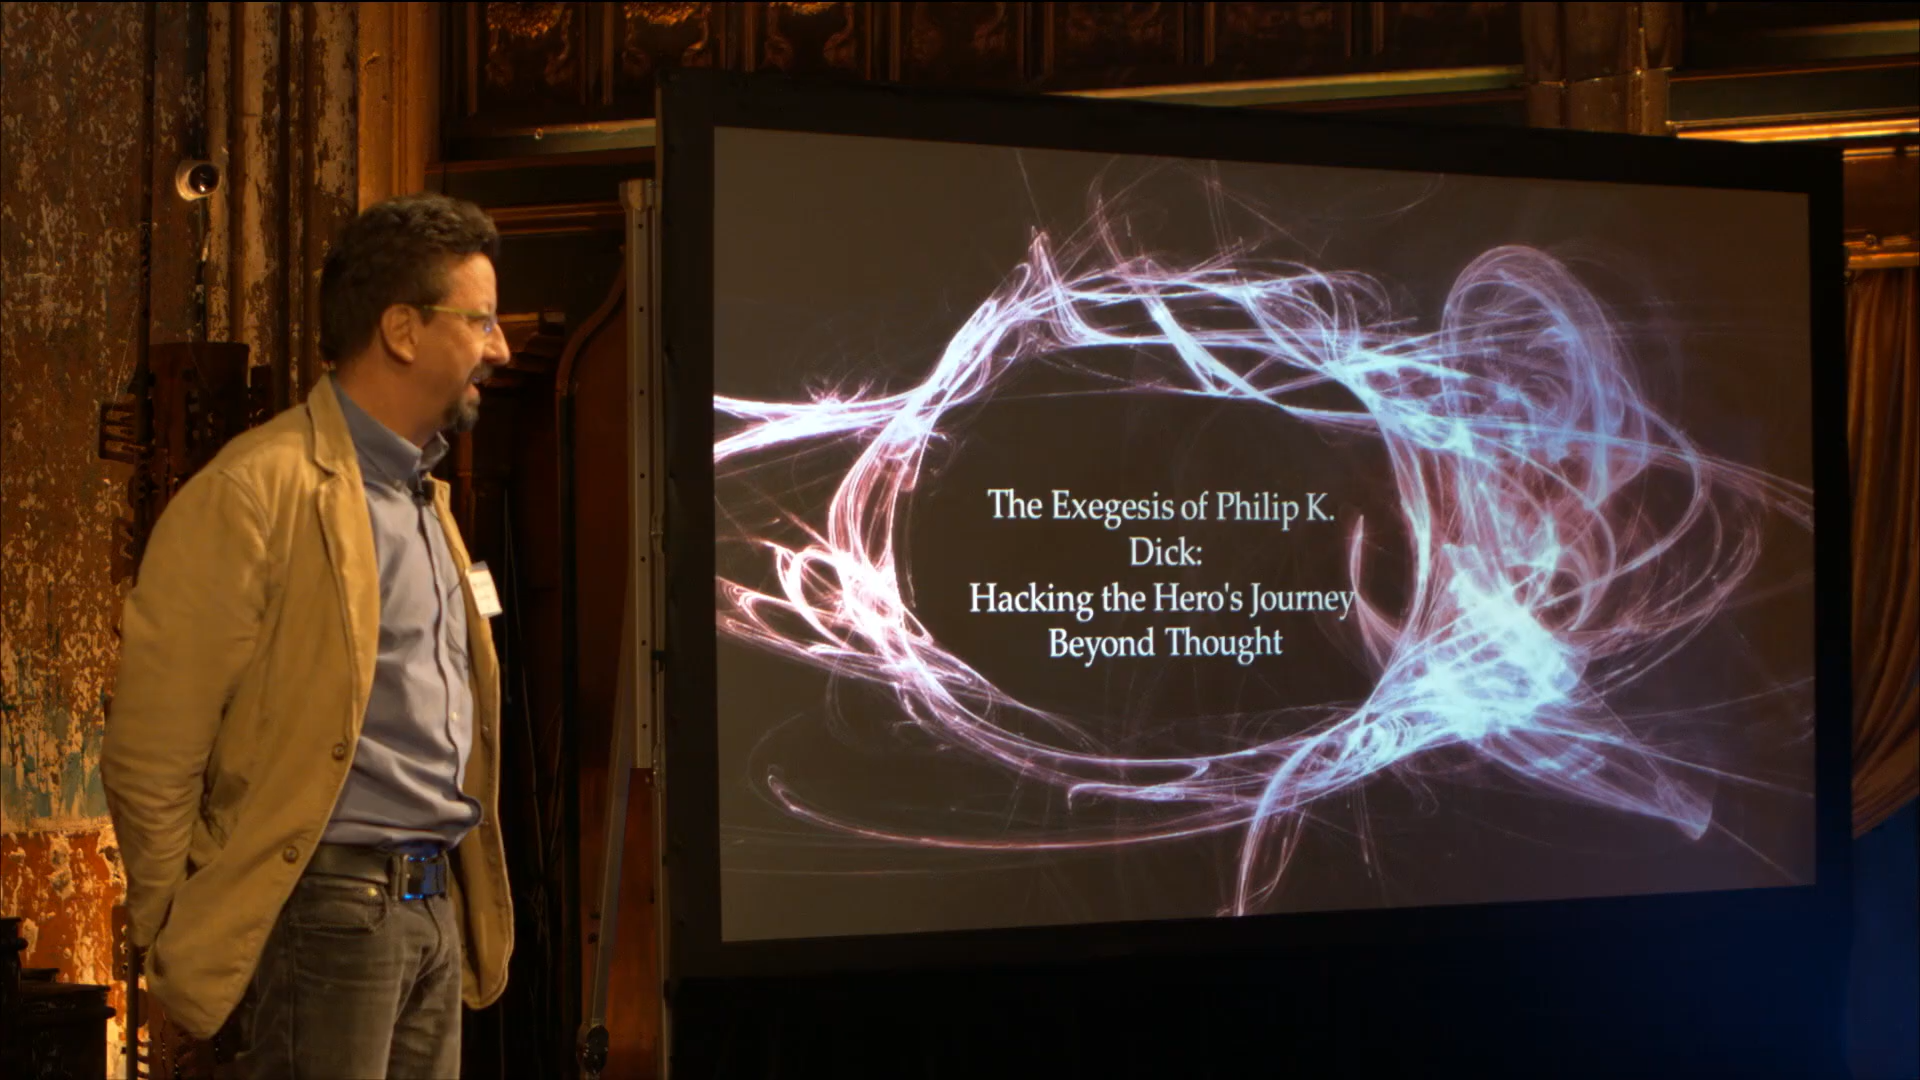 The Exegesis of Philip K.
Dick:
Hacking the Hero's Journey
Beyond Thought